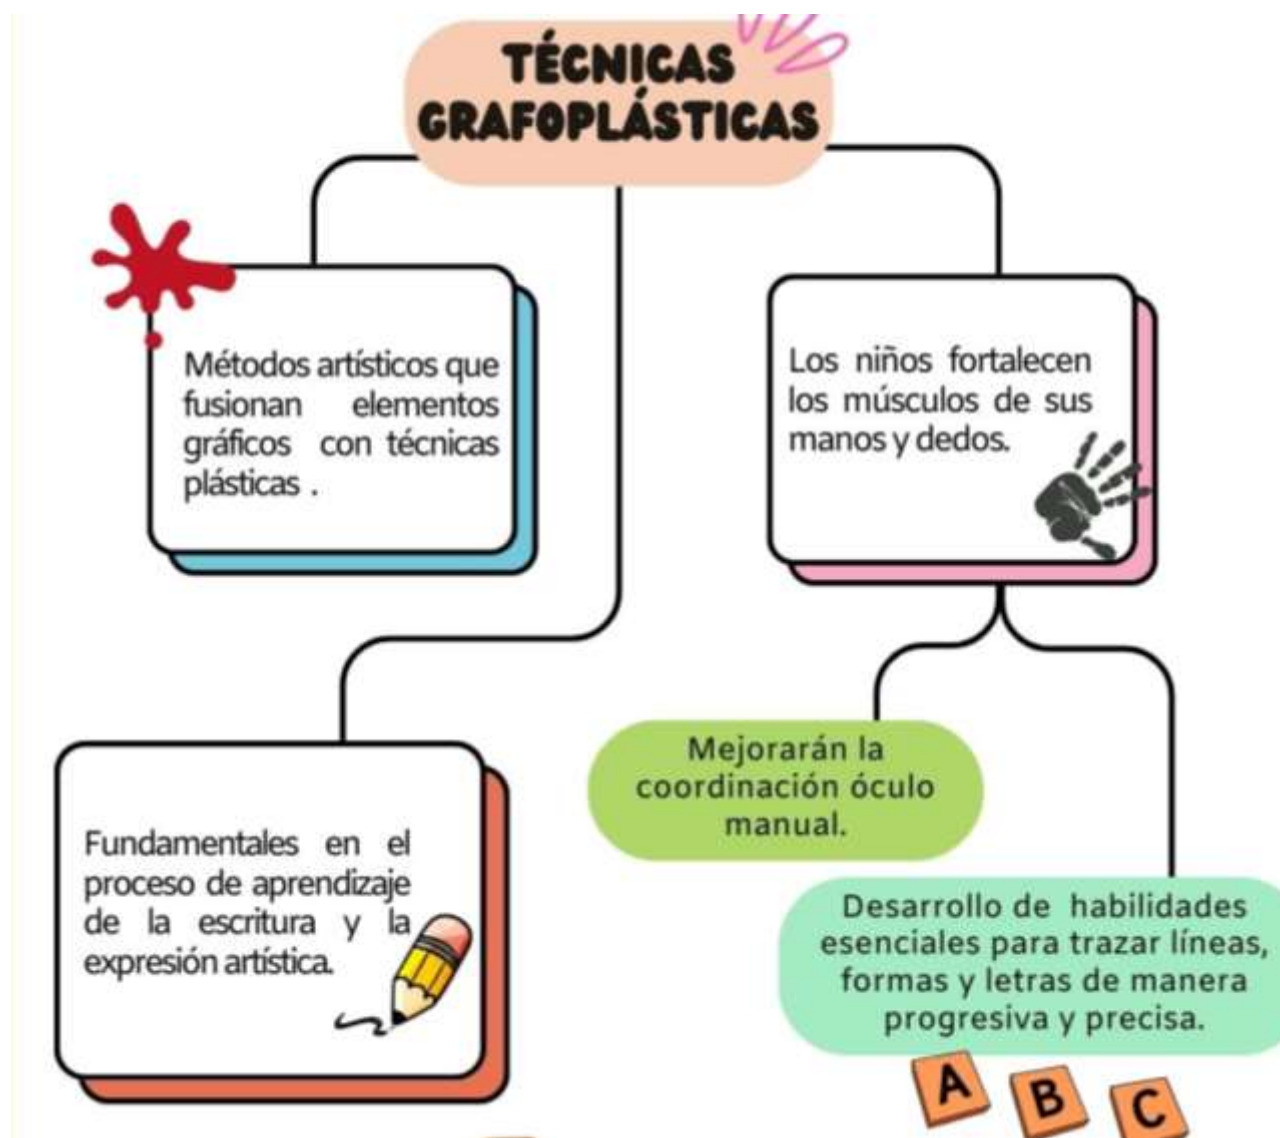 TÉCNICAS
GRAFOPLÁSTICAS
Métodos artísticos que
fusionan elementos
gráficos con técnicas
plásticas .
Los niños fortalecen
los músculos de sus
manos y dedos.
Fundamentales en el
proceso de aprendizaje
de la escritura y la
expresión artística.
Mejorarán la
coordinación óculo
manual.
Desarrollo de habilidades
esenciales para trazar líneas,
formas y letras de manera
progresiva y precisa.
A B C